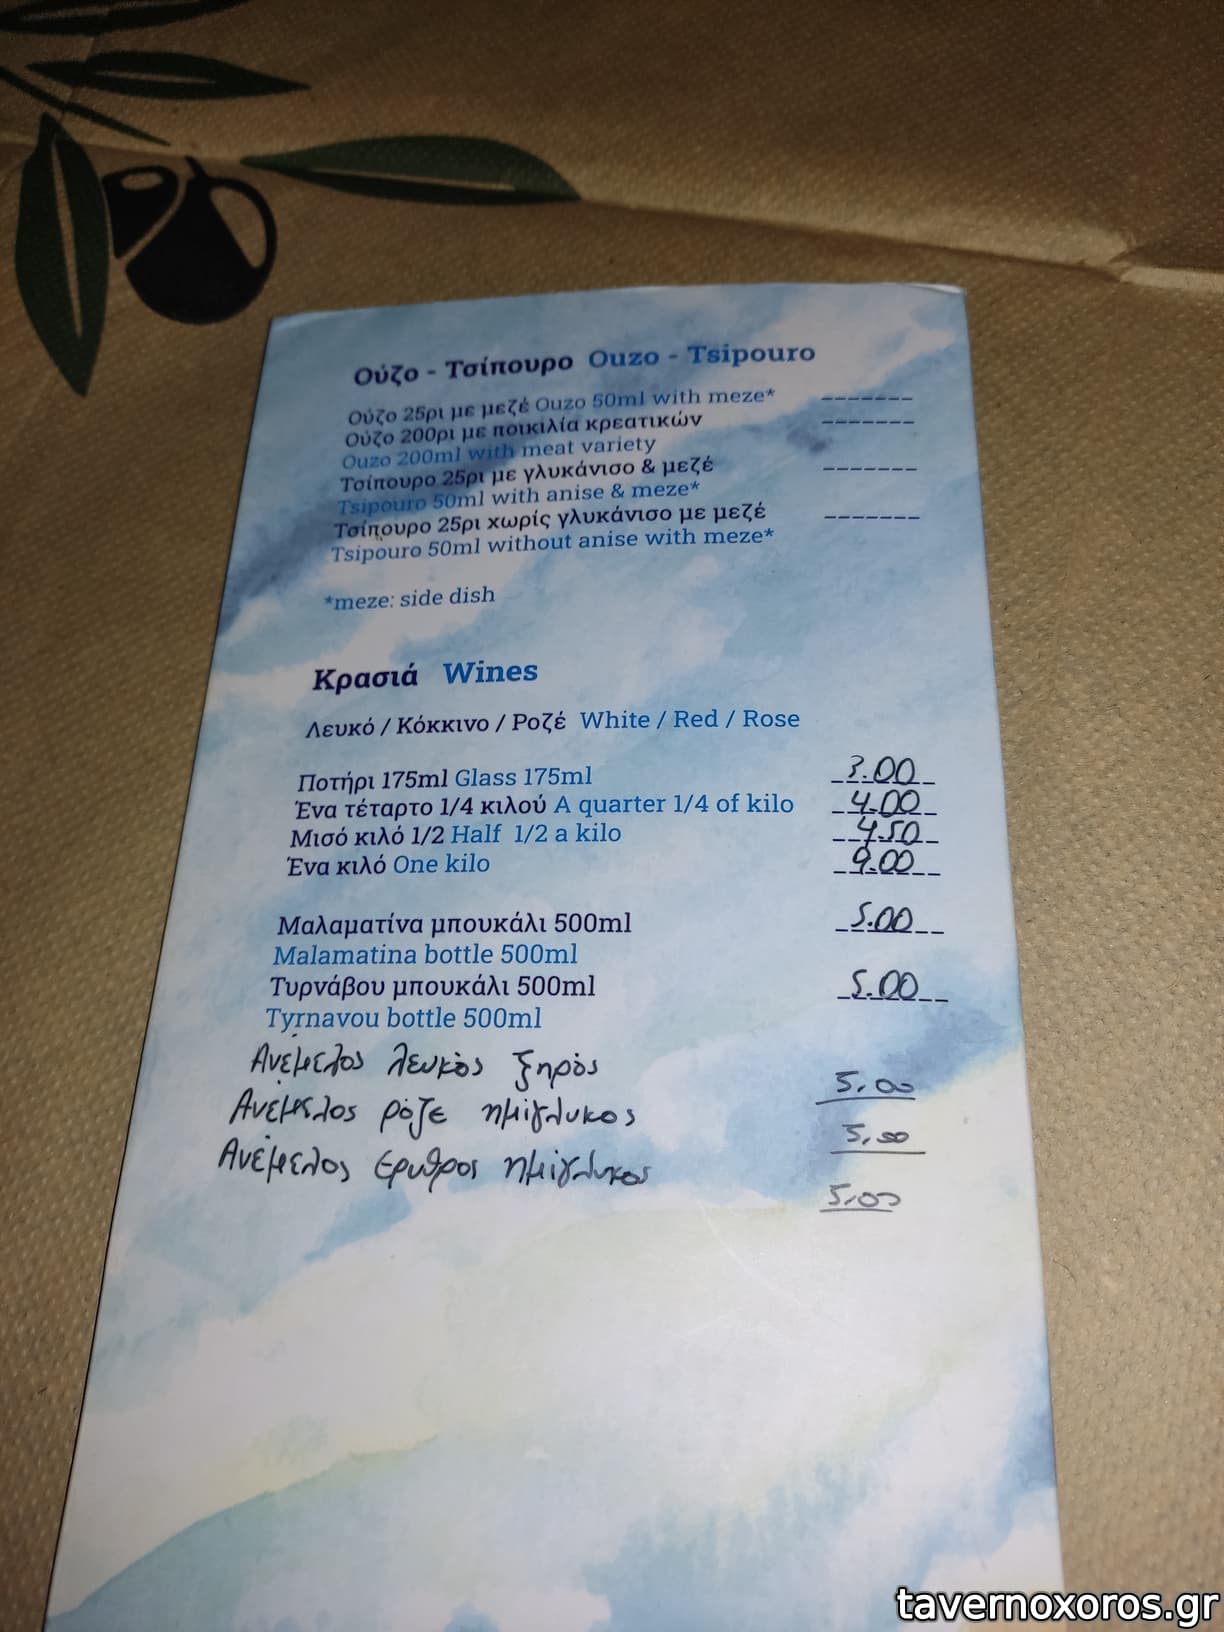 Ούζο - Τσίπουρο Ouzo - Tsipouro
Ούζο 25ρι με μεζέ Ouzo 50ml with meze* _______
Ούζο 200ρι με ποικιλία κρεατικών _______
Ouzo 200ml with meat variety
Τσίπουρο 25ρι με γλυκάνισο & μεζέ _______
Tsipouro 50ml with anise & meze*
Τσίπουρο 25ρι χωρίς γλυκάνισο με μεζέ _______
Tsipouro 50ml without anise with meze*
*meze: side dish
Κρασιά Wines
Λευκό / Κόκκινο / Ροζέ White / Red / Rose
Ποτήρι 175ml Glass 175ml 3.00
Ένα τέταρτο 1/4 κιλού A quarter 1/4 of kilo 4.00
Μισό κιλό 1/2 Half 1/2 a kilo 4.50
Ένα κιλό One kilo 9.00
Μαλαματίνα μπουκάλι 500ml 5.00
Malamatina bottle 500ml
Τυρνάβου μπουκάλι 500ml 5.00
Tyrnavou bottle 500ml
Ανέμελος λευκός ξηρός 5,00
Ανέμελος ρόζε ημίγλυκος 5,00
Ανέμελος ερυθρος ημίγλυκος 5,00
tavernoxoros.gr